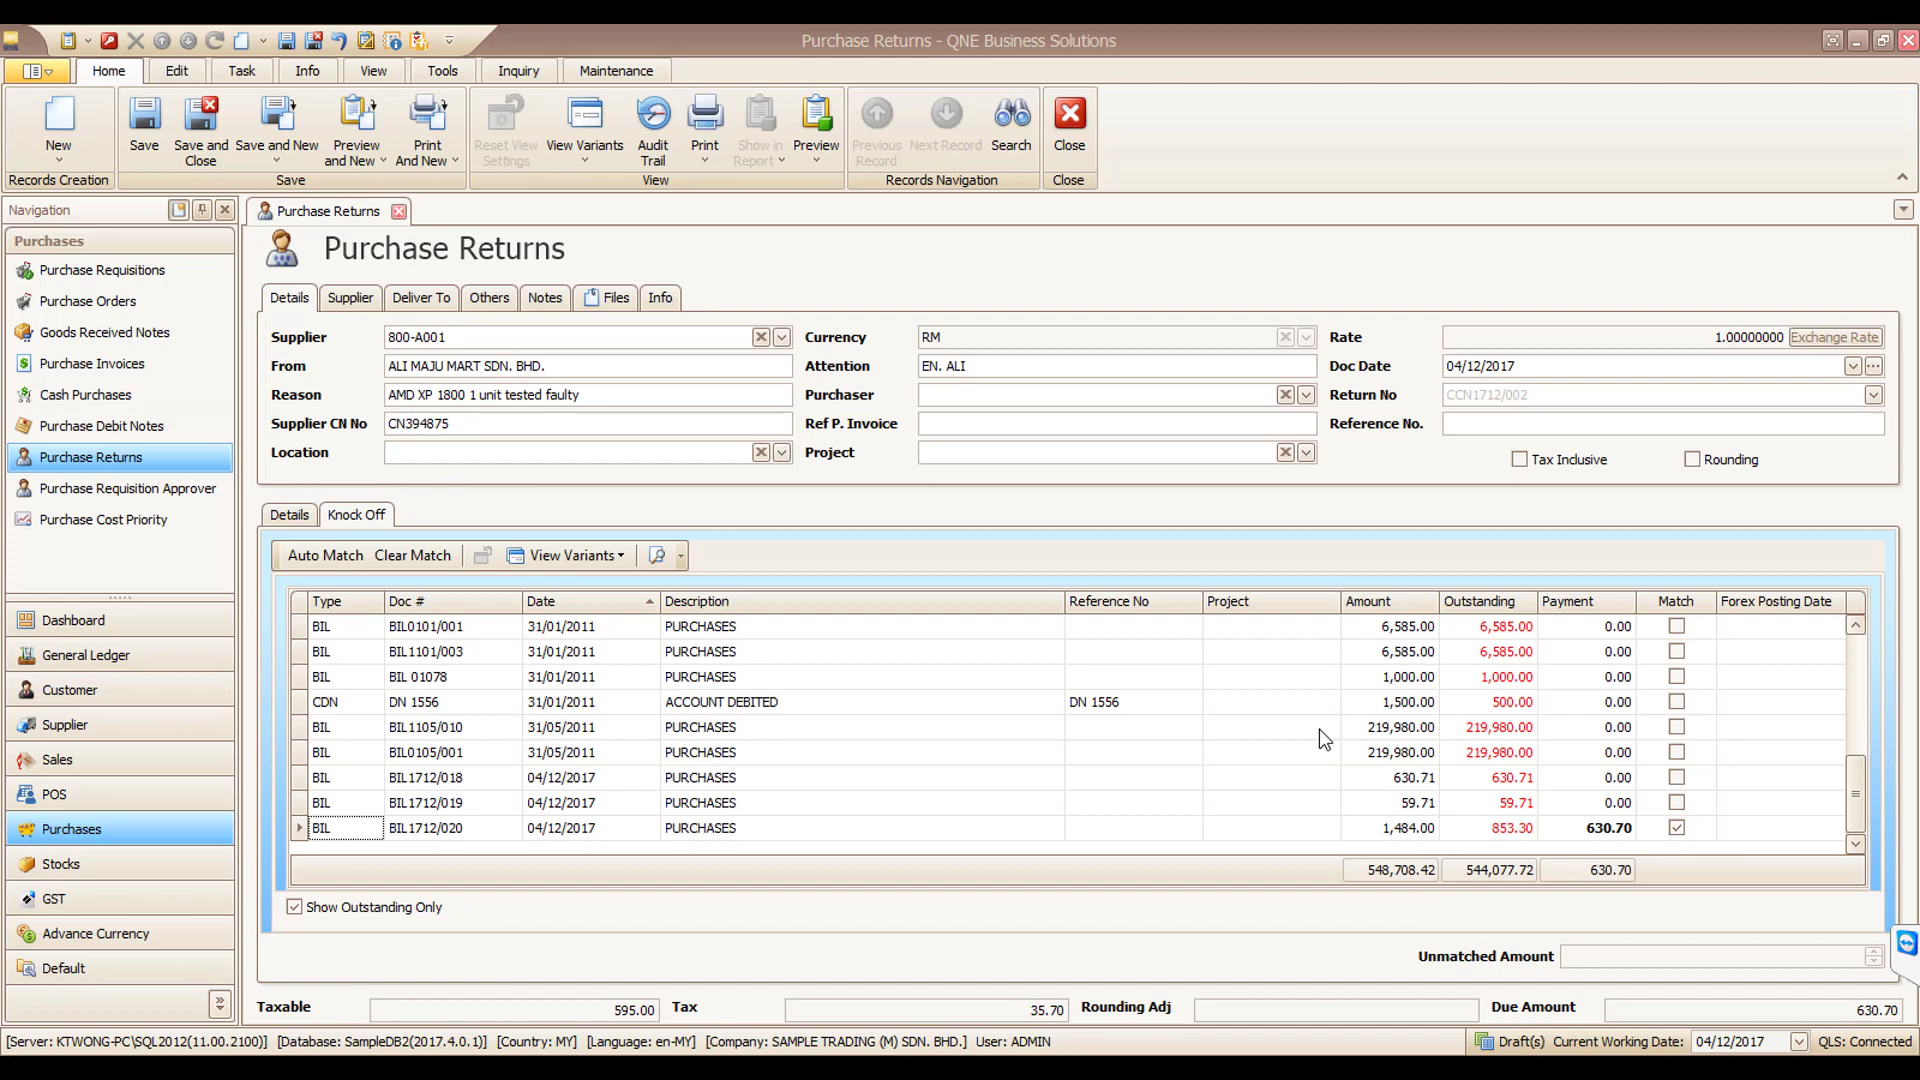 Purchase Returns - QNE Business Solutions
Home Edit Task Info View Tools Inquiry Maintenance
New Save Save and Close Save and New Preview and New Print And New Reset View Settings View Variants Audit Trail Print Show in Report Preview Previous Record Next Record Search Close
Records Creation Save View Records Navigation Close
Navigation
Purchases
Purchase Requisitions
Purchase Orders
Goods Received Notes
Purchase Invoices
Cash Purchases
Purchase Debit Notes
Purchase Returns
Purchase Requisition Approver
Purchase Cost Priority
Dashboard
General Ledger
Customer
Supplier
Sales
POS
Purchases
Stocks
GST
Advance Currency
Default
Purchase Returns
Purchase Returns
Details Supplier Deliver To Others Notes Files Info
Supplier 800-A001 Currency RM Rate 1.00000000 Exchange Rate
From ALI MAJU MART SDN. BHD. Attention EN. ALI Doc Date 04/12/2017
Reason AMD XP 1800 1 unit tested faulty Purchaser Return No CCN1712/002
Supplier CN No CN394875 Ref P. Invoice Reference No.
Location Project Tax Inclusive Rounding
Details Knock Off
Auto Match Clear Match View Variants
Type Doc # Date Description Reference No Project Amount Outstanding Payment Match Forex Posting Date
BIL BIL0101/001 31/01/2011 PURCHASES 6,585.00 6,585.00 0.00
BIL BIL1101/003 31/01/2011 PURCHASES 6,585.00 6,585.00 0.00
BIL BIL 01078 31/01/2011 PURCHASES 1,000.00 1,000.00 0.00
CDN DN 1556 31/01/2011 ACCOUNT DEBITED DN 1556 1,500.00 500.00 0.00
BIL BIL1105/010 31/05/2011 PURCHASES 219,980.00 219,980.00 0.00
BIL BIL0105/001 31/05/2011 PURCHASES 219,980.00 219,980.00 0.00
BIL BIL1712/018 04/12/2017 PURCHASES 630.71 630.71 0.00
BIL BIL1712/019 04/12/2017 PURCHASES 59.71 59.71 0.00
BIL BIL1712/020 04/12/2017 PURCHASES 1,484.00 853.30 630.70
548,708.42 544,077.72 630.70
Show Outstanding Only
Unmatched Amount
Taxable 595.00 Tax 35.70 Rounding Adj Due Amount 630.70
[Server: KTWONG-PC\SQL2012(11.00.2100)] [Database: SampleDB2(2017.4.0.1)] [Country: MY] [Language: en-MY] [Company: SAMPLE TRADING (M) SDN. BHD.] User: ADMIN Draft(s) Current Working Date: 04/12/2017 QLS: Connected